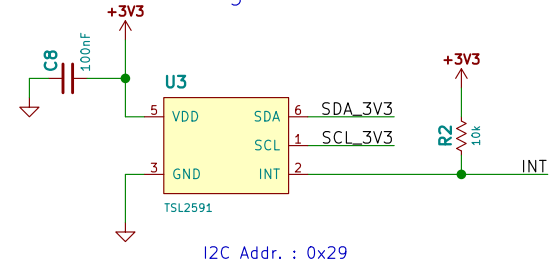 +3V3
C8
100nF
U3
+3V3
5 VDD SDA 6 SDA_3V3
SCL 1 SCL_3V3
R2
10k
3 GND INT 2 INT
TSL2591
I2C Addr. : 0x29